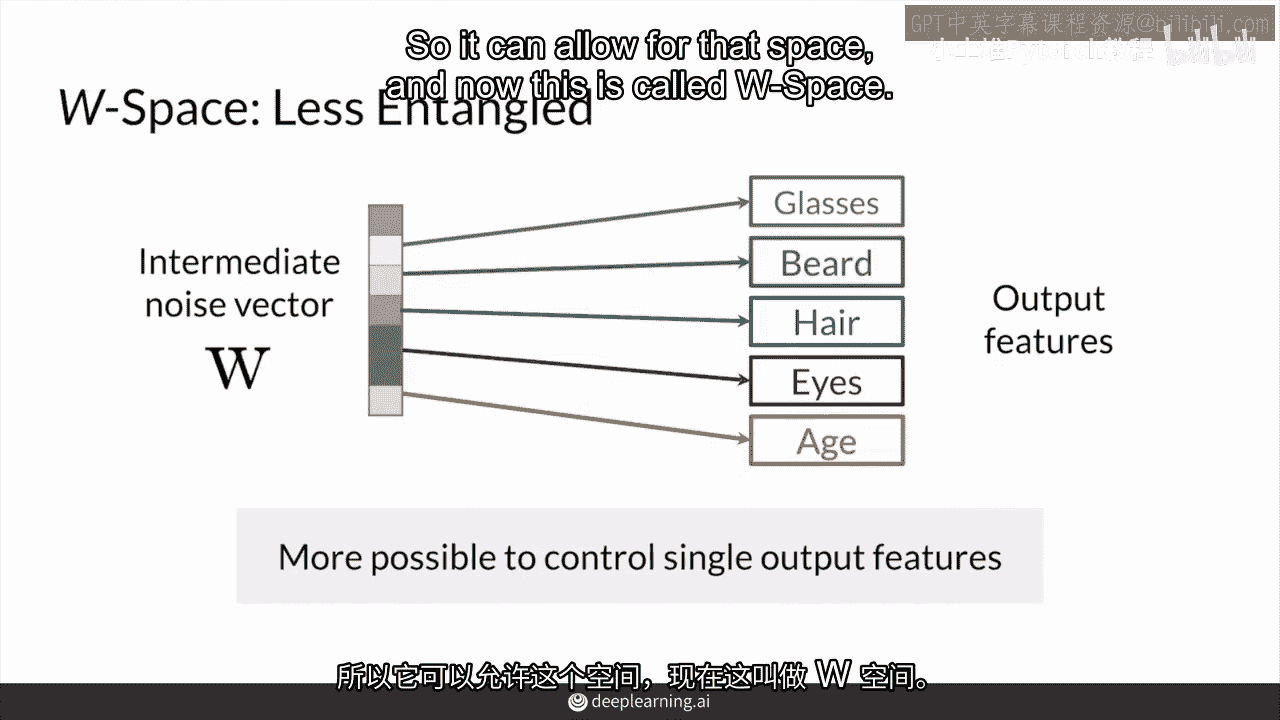 GPT中英字幕课程资源@bilibili.com
So it can allow for that space,
and now this is called W-Space.
W-Space: Less Entangled
Intermediate
noise vector
W
Glasses
Beard
Hair
Eyes
Age
Output
features
More possible to control single output features
所以它可以允许这个空间，现在这叫做 W 空间。
deeplearning.ai